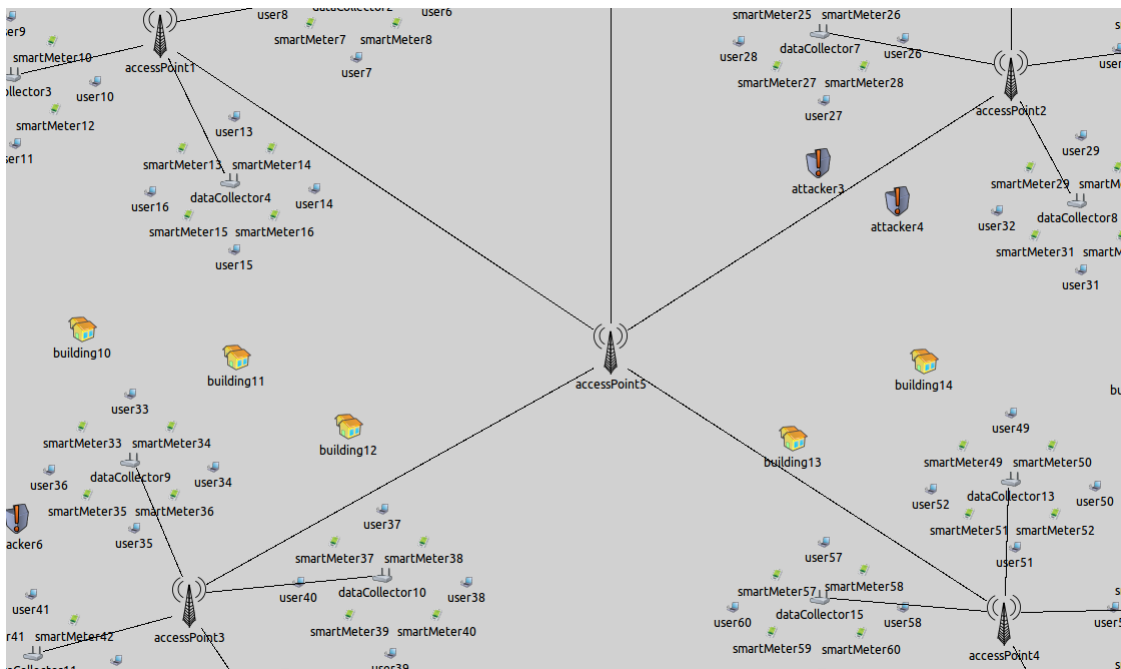 user8
user6
smartMeter25
smartMeter26
smartMeter7
smartMeter8
dataCollector7
user9
smartMeter10
user28
user26
accessPoint1
user7
smartMeter27
smartMeter28
user10
user27
accessPoint2
smartMeter12
user13
user29
smartMeter13
smartMeter14
user11
smartMeter29
attacker3
dataCollector4
user16
user14
dataCollector8
smartMeter15
smartMeter16
attacker4
user32
smartMeter31
user15
user31
building10
building11
accessPoint5
building14
user33
user49
smartMeter33
smartMeter34
building12
building13
smartMeter49
smartMeter50
dataCollector9
user36
user34
dataCollector13
user52
user50
smartMeter35
smartMeter36
user37
smartMeter51
smartMeter52
attacker6
user35
smartMeter37
smartMeter38
user57
user51
smartMeter57
smartMeter58
user40
dataCollector10
user38
user41
dataCollector15
user60
user58
smartMeter39
smartMeter40
smartMeter42
accessPoint3
smartMeter59
smartMeter60
accessPoint4
user39